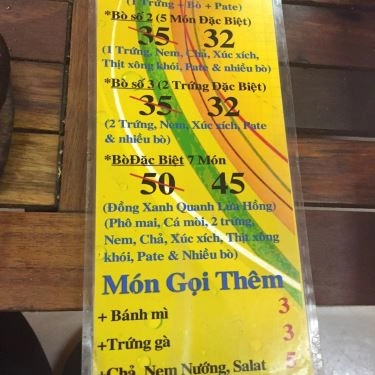 (1 Trứng + Bò + Pate)
*Bò số 2 (5 Món Đặc Biệt)
35 32
(1 Trứng, Nem, Chả, Xúc xích,
Thịt xông khói, Pate & nhiều bò)
*Bò số 3 (2 Trứng Đặc Biệt)
35 32
(2 Trứng, Nem, Xúc xích, Pate
& nhiều bò)
*BòĐặc Biệt 7 Món
50 45
(Đồng Xanh Quanh Lửa Hồng)
(Phô mai, Cá mòi, 2 trứng,
Nem, Chả, Xúc xích, Thịt xông
khói, Pate & Nhiều bò)
Món Gọi Thêm
+ Bánh mì 3
+Trứng gà 3
+Chả, Nem Nướng, Salat 5